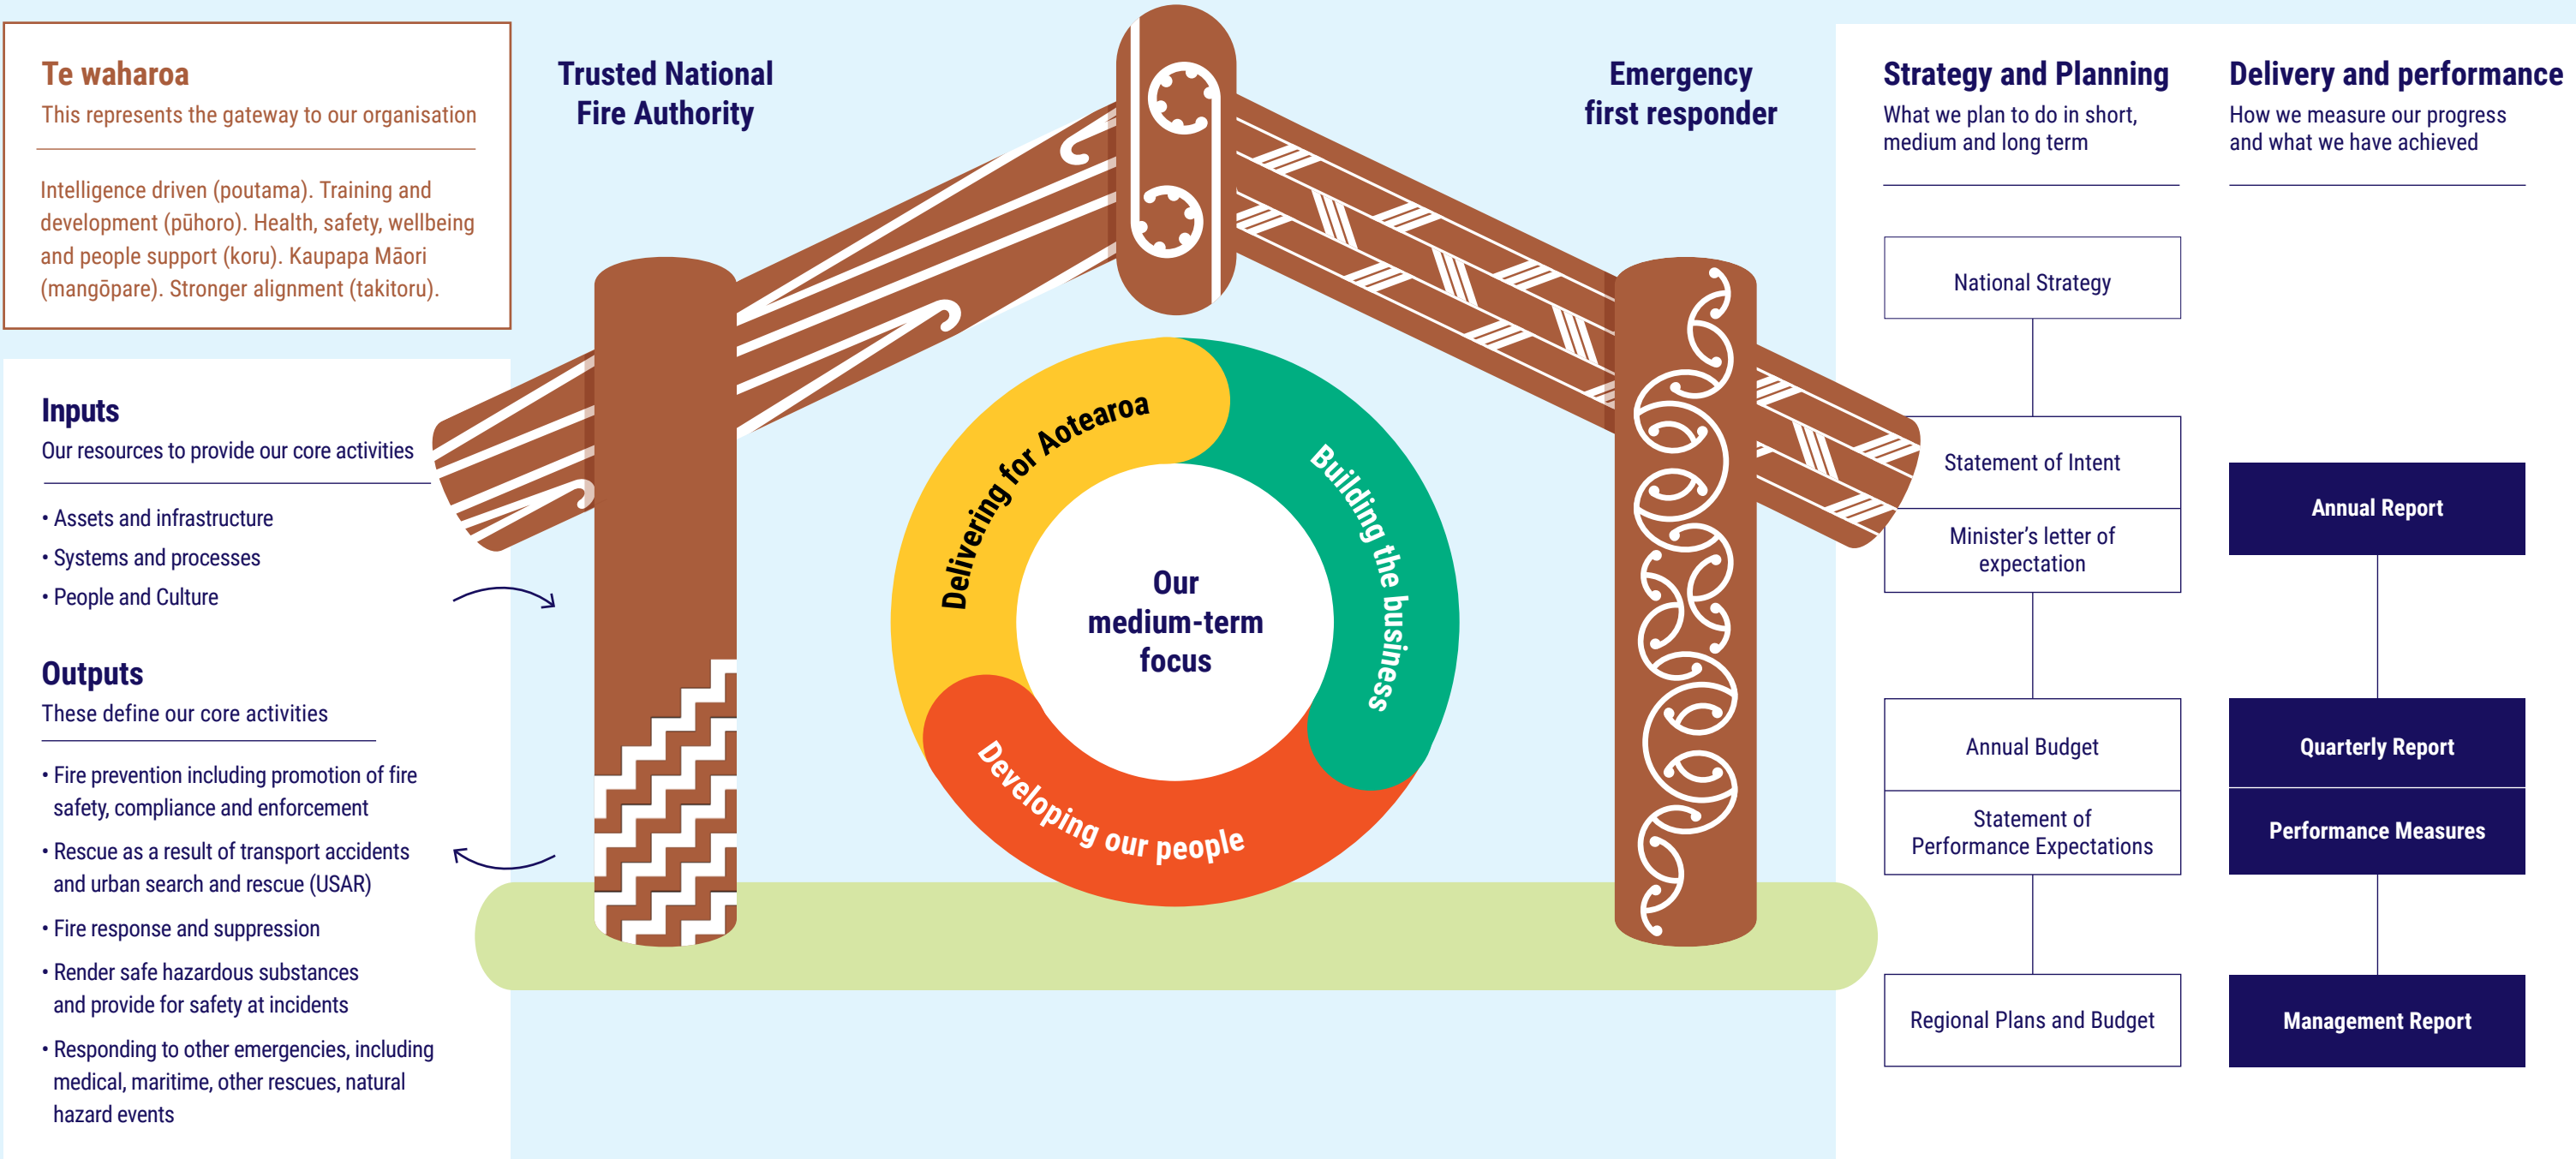 Te waharoa
This represents the gateway to our organisation
Intelligence driven (poutama). Training and
development (pūhoro). Health, safety, wellbeing
and people support (koru). Kaupapa Māori
(mangōpare). Stronger alignment (takitoru).
Inputs
Our resources to provide our core activities
• Assets and infrastructure
• Systems and processes
• People and Culture
Outputs
These define our core activities
• Fire prevention including promotion of fire
safety, compliance and enforcement
• Rescue as a result of transport accidents
and urban search and rescue (USAR)
• Fire response and suppression
• Render safe hazardous substances
and provide for safety at incidents
• Responding to other emergencies, including
medical, maritime, other rescues, natural
hazard events
Trusted National
Fire Authority
Emergency
first responder
Delivering for Aotearoa
Building the business
Developing our people
Our
medium-term
focus
Strategy and Planning
What we plan to do in short,
medium and long term
National Strategy
Statement of Intent
Minister’s letter of
expectation
Annual Budget
Statement of
Performance Expectations
Regional Plans and Budget
Delivery and performance
How we measure our progress
and what we have achieved
Annual Report
Quarterly Report
Performance Measures
Management Report